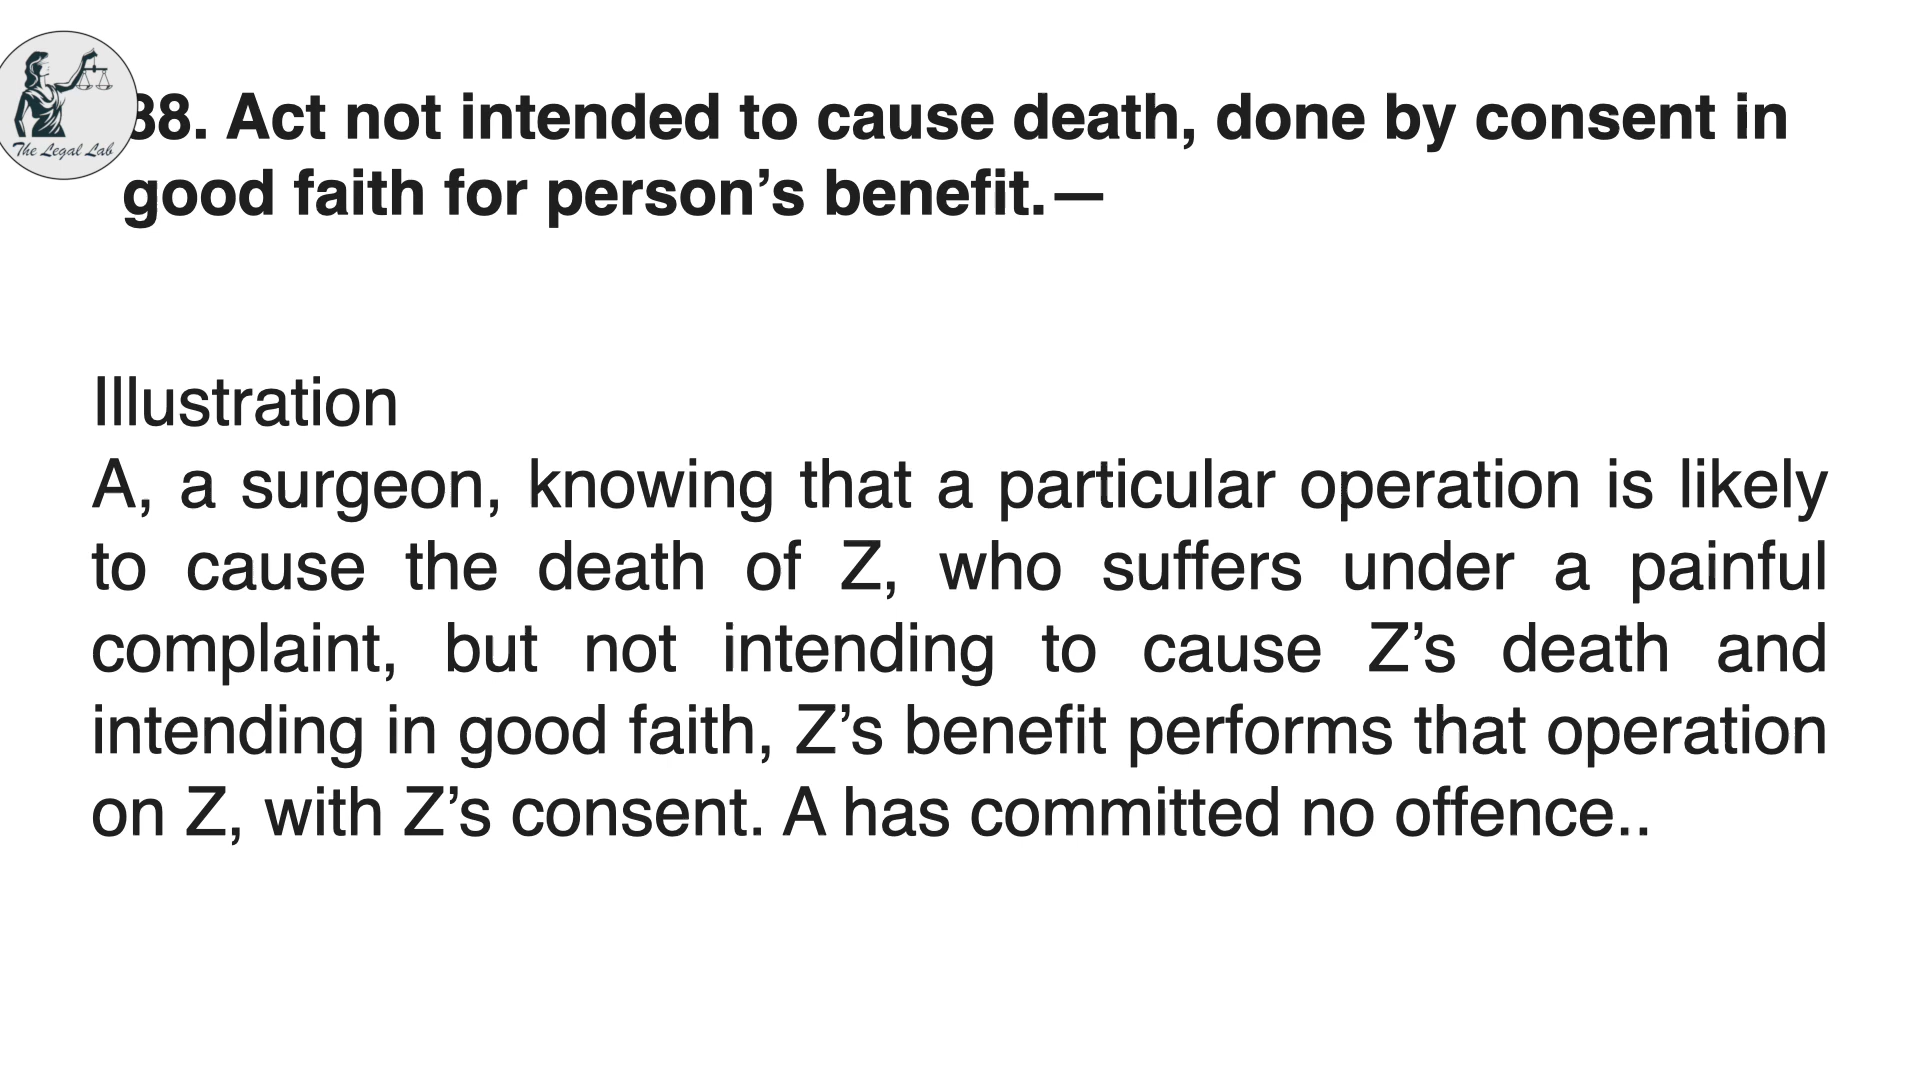 The Legal Lab
88. Act not intended to cause death, done by consent in
good faith for person’s benefit.—
Illustration
A, a surgeon, knowing that a particular operation is likely
to cause the death of Z, who suffers under a painful
complaint, but not intending to cause Z’s death and
intending in good faith, Z’s benefit performs that operation
on Z, with Z’s consent. A has committed no offence..